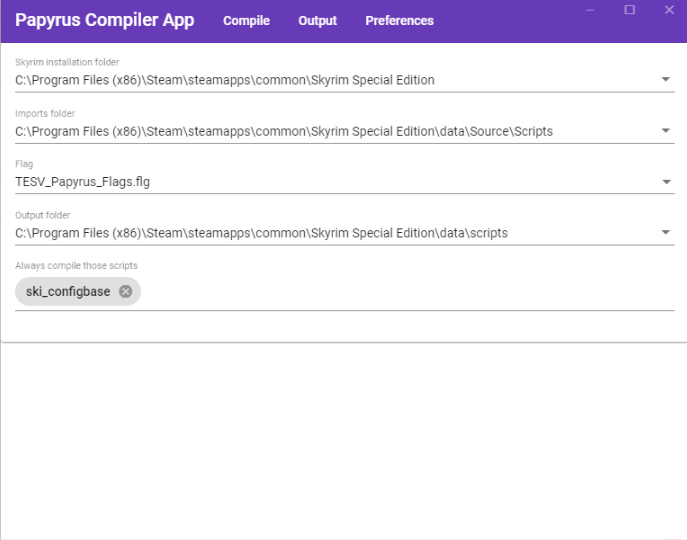 Papyrus Compiler App Compile Output Preferences
Skyrim installation folder
C:\Program Files (x86)\Steam\steamapps\common\Skyrim Special Edition
Imports folder
C:\Program Files (x86)\Steam\steamapps\common\Skyrim Special Edition\data\Source\Scripts
Flag
TESV_Papyrus_Flags.flg
Output folder
C:\Program Files (x86)\Steam\steamapps\common\Skyrim Special Edition\data\scripts
Always compile those scripts
ski_configbase